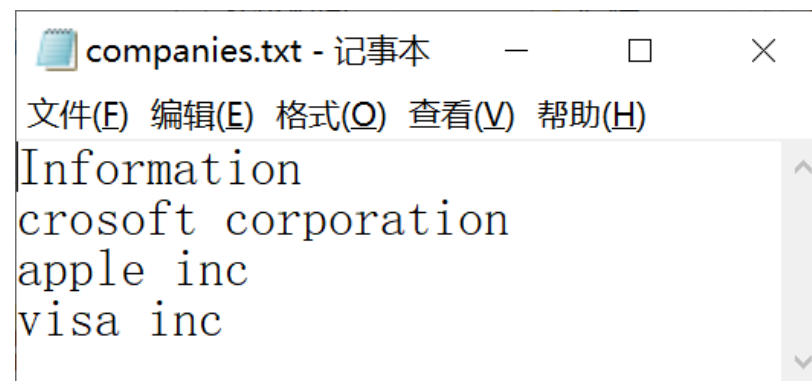 companies.txt - 记事本
文件(F) 编辑(E) 格式(O) 查看(V) 帮助(H)
Information
crosoft corporation
apple inc
visa inc